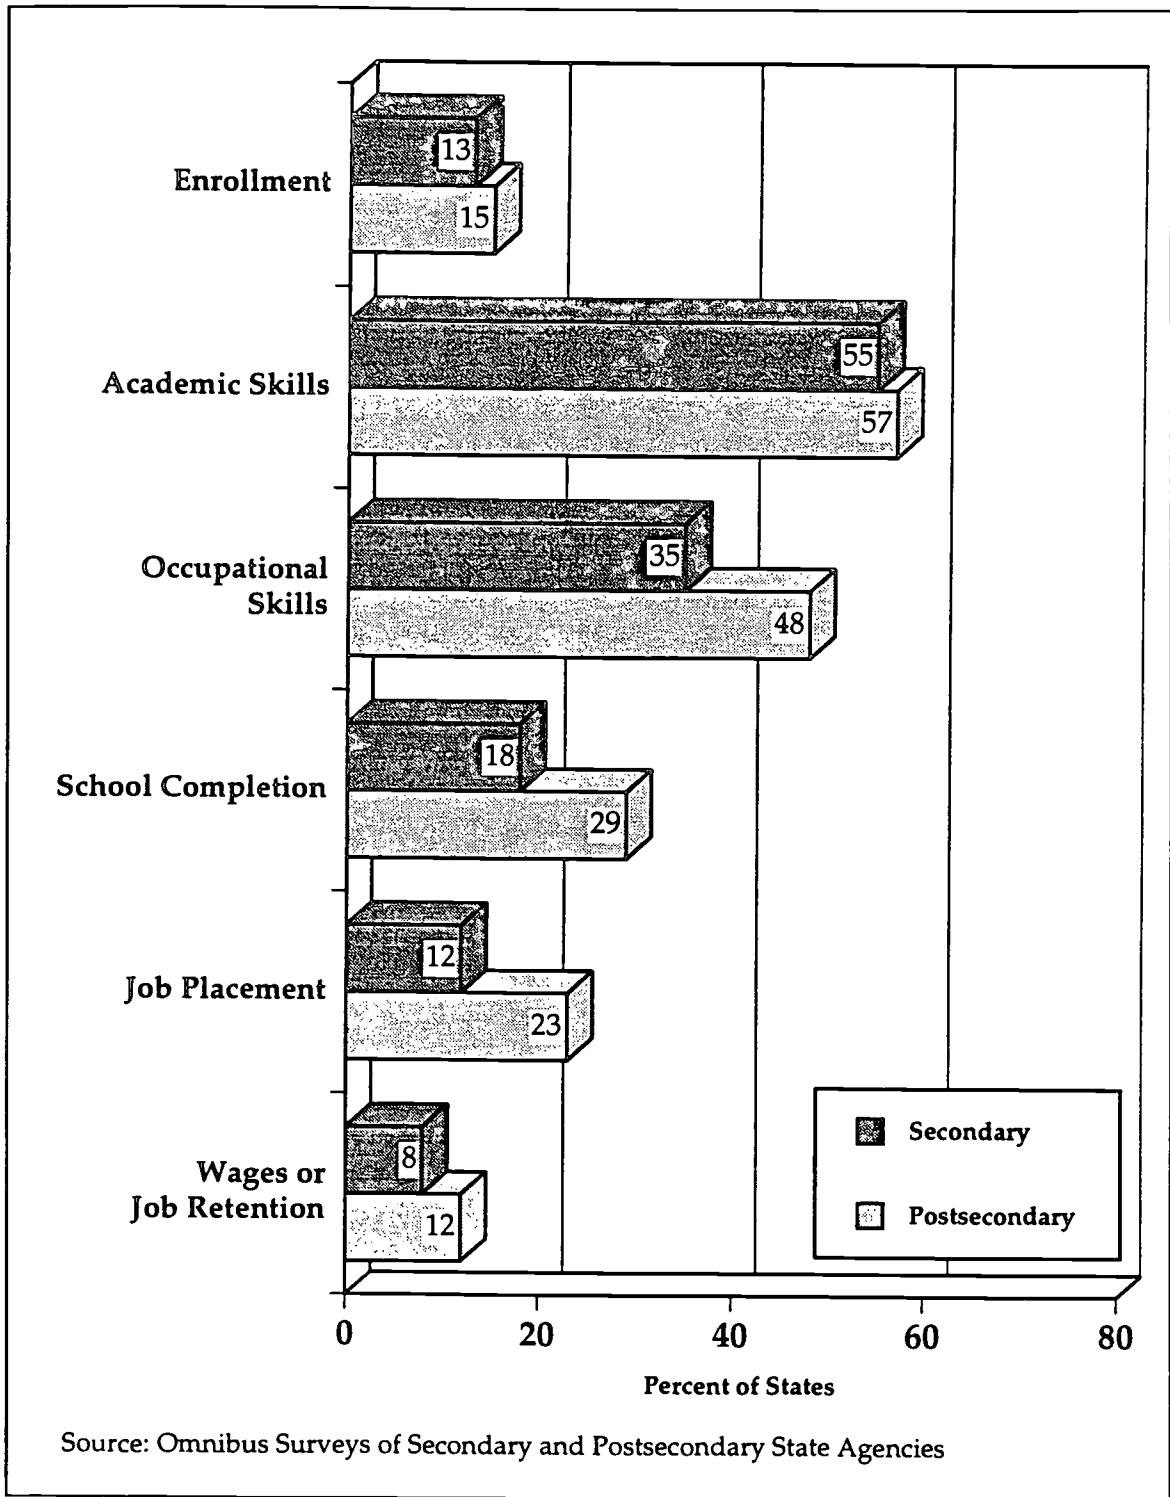 Enrollment
13
15
Academic Skills
55
57
Occupational
Skills
35
48
School Completion
18
29
Job Placement
12
23
Wages or
Job Retention
8
12
Secondary
Postsecondary
0 20 40 60 80
Percent of States
Source: Omnibus Surveys of Secondary and Postsecondary State Agencies